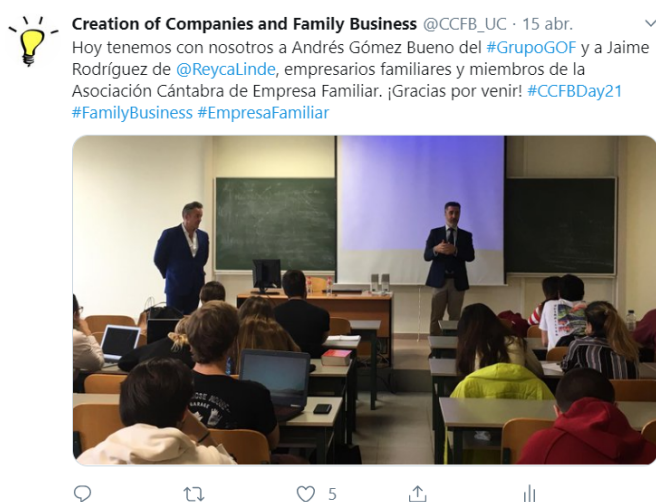 Creation of Companies and Family Business @CCFB_UC · 15 abr.
Hoy tenemos con nosotros a Andrés Gómez Bueno del #GrupoGOF y a Jaime
Rodríguez de @ReycaLinde, empresarios familiares y miembros de la
Asociación Cántabra de Empresa Familiar. ¡Gracias por venir! #CCFBDay21
#FamilyBusiness #EmpresaFamiliar
5